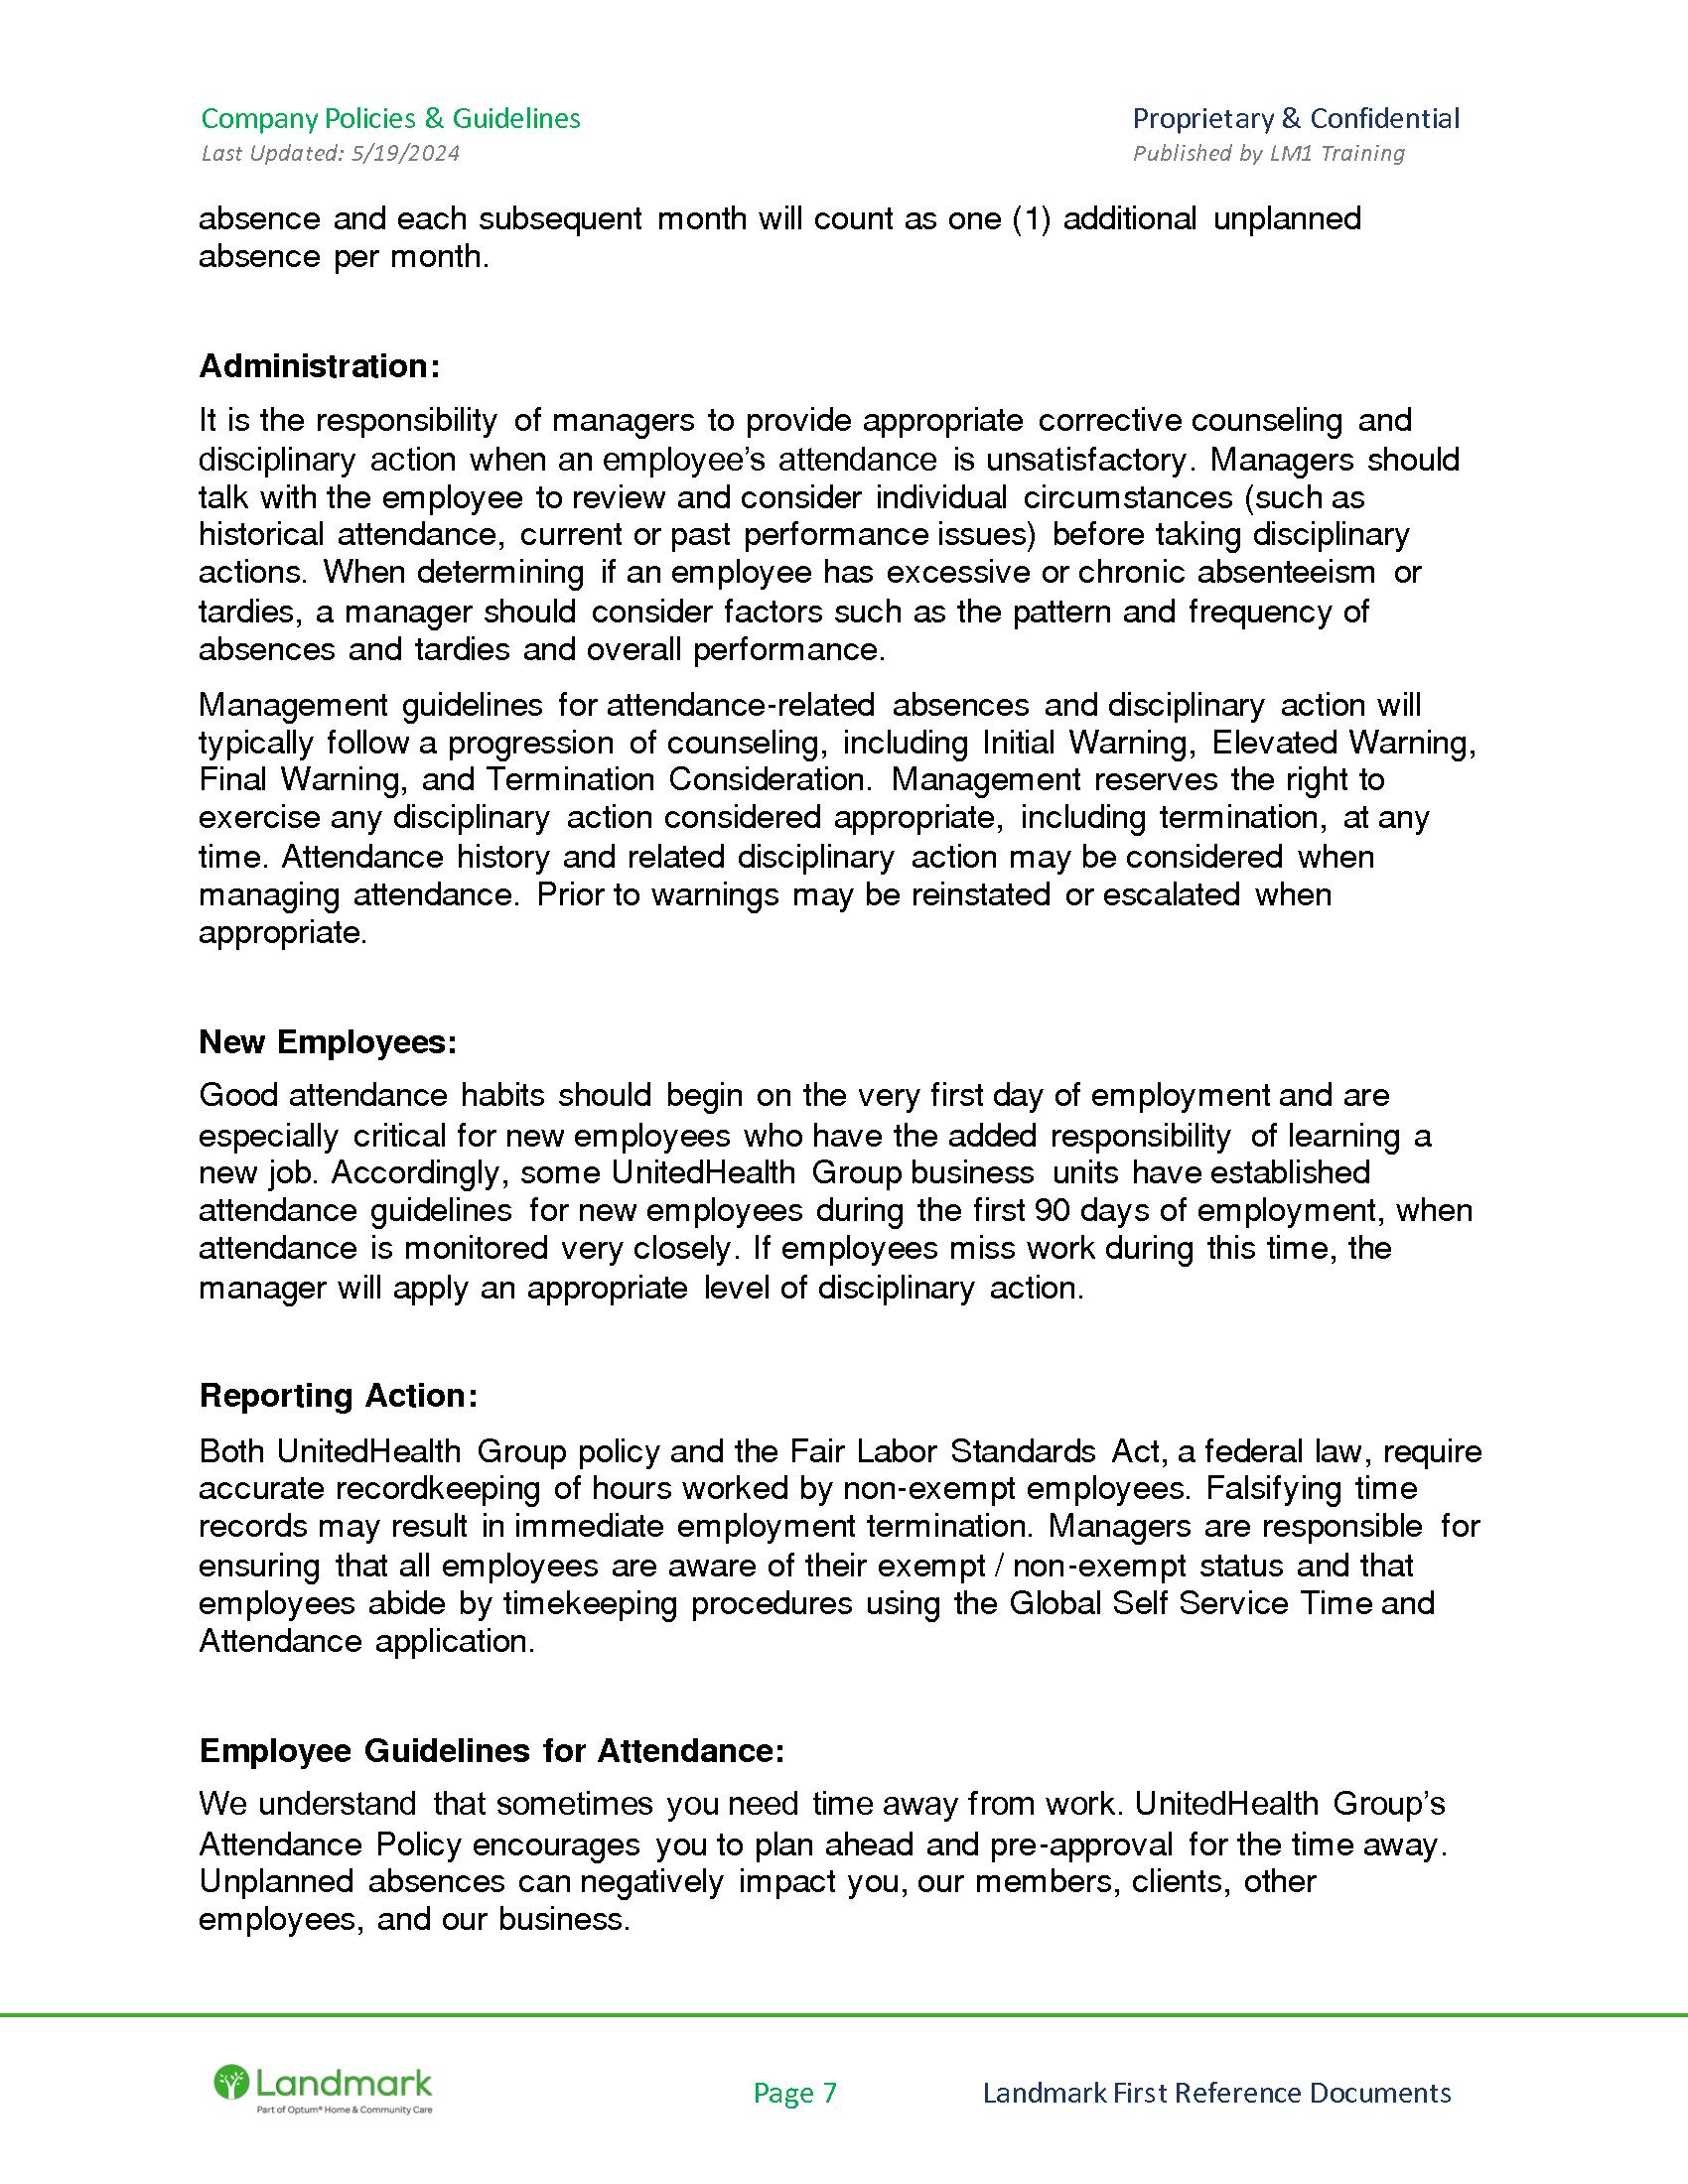 Company Policies & Guidelines
Proprietary & Confidential
Last Updated: 5/19/2024
Published by LM1 Training
absence and each subsequent month will count as one (1) additional unplanned
absence per month.
Administration:
It is the responsibility of managers to provide appropriate corrective counseling and
disciplinary action when an employee’s attendance is unsatisfactory. Managers should
talk with the employee to review and consider individual circumstances (such as
historical attendance, current or past performance issues) before taking disciplinary
actions. When determining if an employee has excessive or chronic absenteeism or
tardies, a manager should consider factors such as the pattern and frequency of
absences and tardies and overall performance.
Management guidelines for attendance-related absences and disciplinary action will
typically follow a progression of counseling, including Initial Warning, Elevated Warning,
Final Warning, and Termination Consideration. Management reserves the right to
exercise any disciplinary action considered appropriate, including termination, at any
time. Attendance history and related disciplinary action may be considered when
managing attendance. Prior to warnings may be reinstated or escalated when
appropriate.
New Employees:
Good attendance habits should begin on the very first day of employment and are
especially critical for new employees who have the added responsibility of learning a
new job. Accordingly, some UnitedHealth Group business units have established
attendance guidelines for new employees during the first 90 days of employment, when
attendance is monitored very closely. If employees miss work during this time, the
manager will apply an appropriate level of disciplinary action.
Reporting Action:
Both UnitedHealth Group policy and the Fair Labor Standards Act, a federal law, require
accurate recordkeeping of hours worked by non-exempt employees. Falsifying time
records may result in immediate employment termination. Managers are responsible for
ensuring that all employees are aware of their exempt / non-exempt status and that
employees abide by timekeeping procedures using the Global Self Service Time and
Attendance application.
Employee Guidelines for Attendance:
We understand that sometimes you need time away from work. UnitedHealth Group’s
Attendance Policy encourages you to plan ahead and pre-approval for the time away.
Unplanned absences can negatively impact you, our members, clients, other
employees, and our business.
Landmark
Part of Optum® Home & Community Care
Page 7
Landmark First Reference Documents